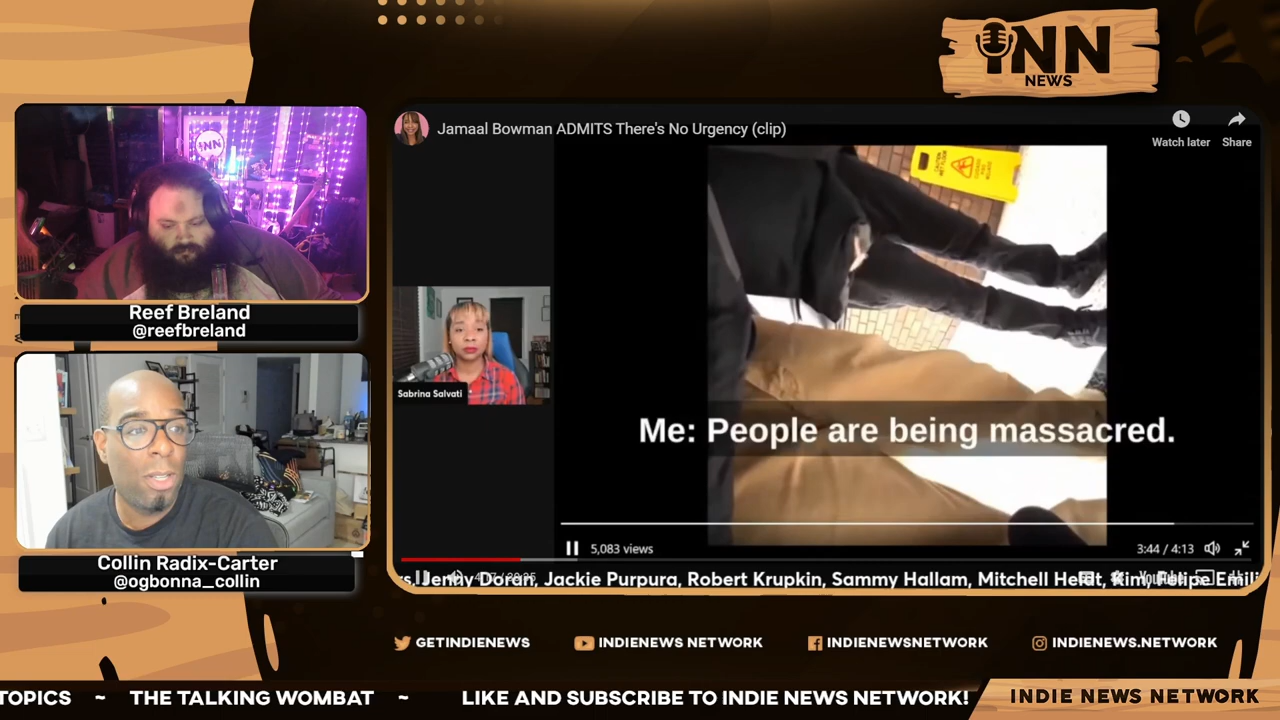 iNN
NEWS
Jamaal Bowman ADMITS There's No Urgency (clip)
Watch later
Share
iNN
Reef Breland
@reefbreland
Sabrina Salvati
Me: People are being massacred.
5,083 views
3:44 / 4:13
Collin Radix-Carter
@ogbonna_collin
Jackie Purpura, Robert Krupkin, Sammy Hallam, Mitchell
GETINDIENEWS
INDIENEWS NETWORK
INDIENEWSNETWORK
INDIENEWS.NETWORK
TOPICS ~ THE TALKING WOMBAT ~ LIKE AND SUBSCRIBE TO INDIE NEWS NETWORK!
INDIE NEWS NETWORK